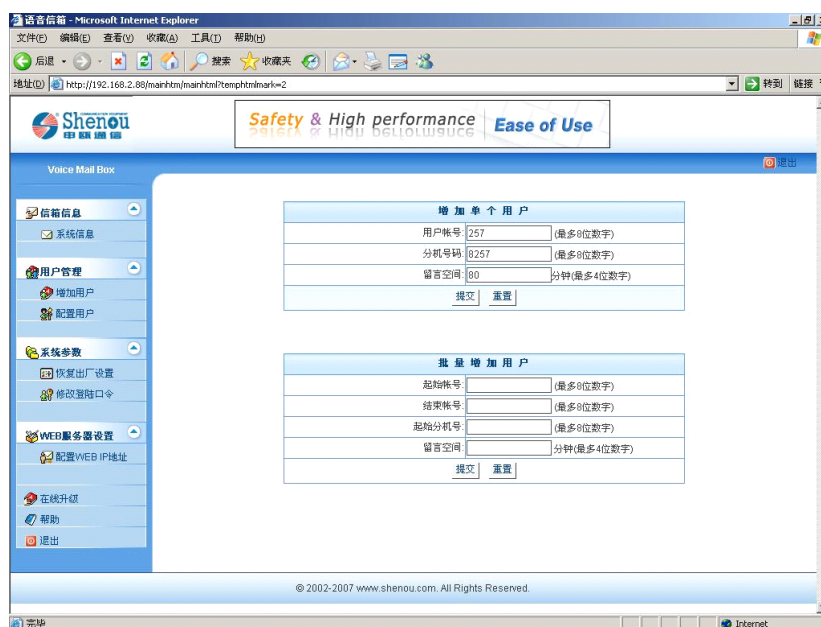 语音信箱 - Microsoft Internet Explorer
文件(F) 编辑(E) 查看(V) 收藏(A) 工具(T) 帮助(H)
后退 搜索 收藏夹
地址(D) http://192.168.2.88/mainhtm/mainhtml?temphtmlmark=2 转到 链接
Shenou 申瓯通信
Safety & High performance Ease of Use
Voice Mail Box 退出
信箱信息
系统信息
用户管理
增加用户
配置用户
系统参数
恢复出厂设置
修改登陆口令
WEB服务器设置
配置WEB IP地址
在线升级
帮助
退出
增加单个用户
用户帐号: 257 (最多8位数字)
分机号码: 8257 (最多8位数字)
留言空间: 80 分钟(最多4位数字)
提交 重置
批量增加用户
起始帐号: (最多8位数字)
结束帐号: (最多8位数字)
起始分机号: (最多8位数字)
留言空间: 分钟(最多4位数字)
提交 重置
© 2002-2007 www.shenou.com. All Rights Reserved.
完毕 Internet